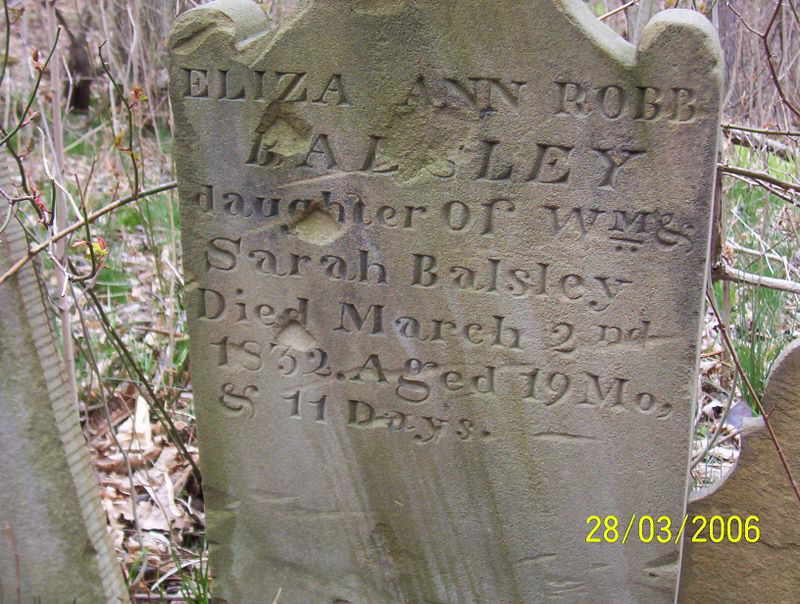 ELIZA ANN ROBB
BALSLEY
daughter Of Wm &
Sarah Balsley
Died March 2nd
1832. Aged 19 Mo,
& 11 Days.
28/03/2006